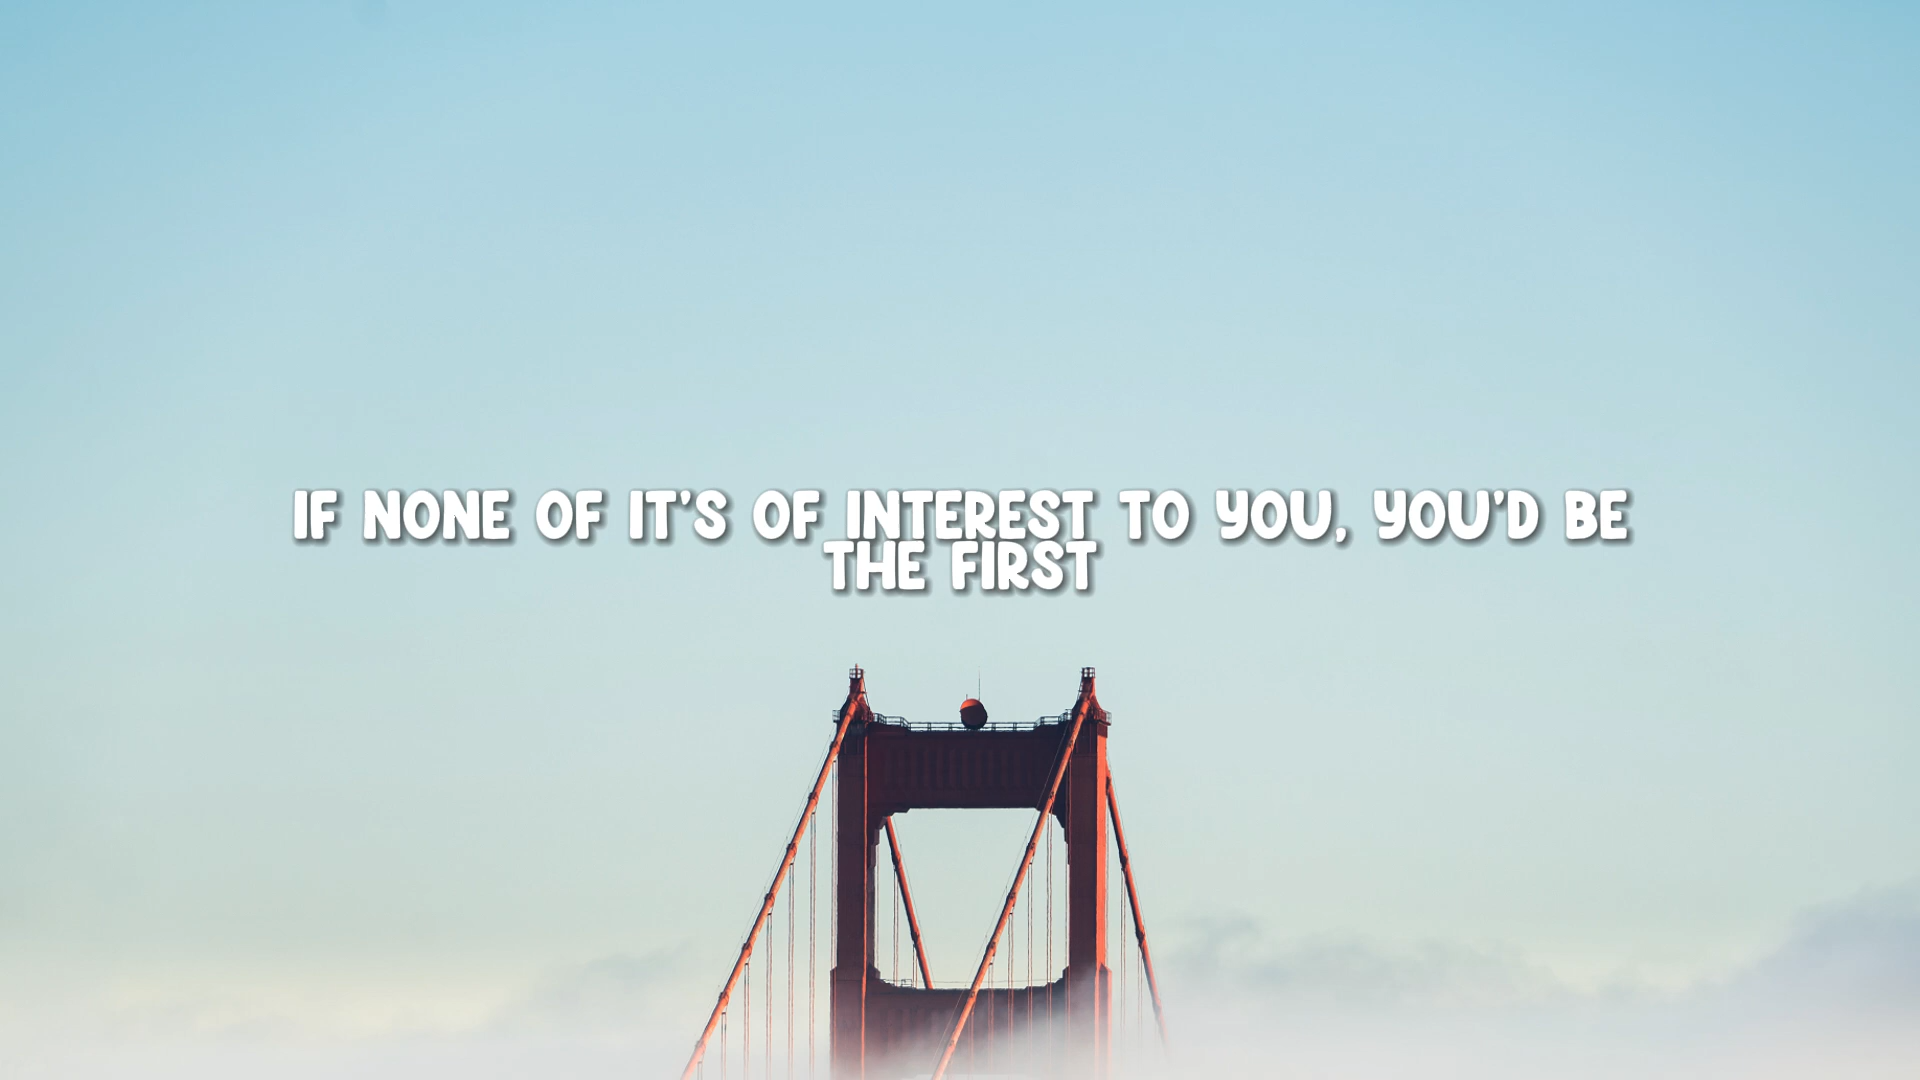 IF NONE OF IT'S OF INTEREST TO YOU, YOU'D BE
THE FIRST